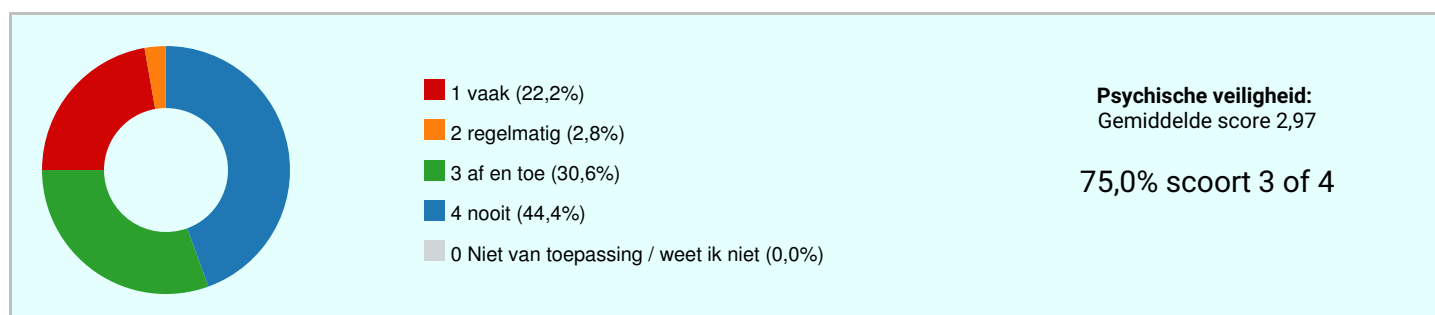 1 vaak (22,2%)
2 regelmatig (2,8%)
3 af en toe (30,6%)
4 nooit (44,4%)
0 Niet van toepassing / weet ik niet (0,0%)
Psychische veiligheid:
Gemiddelde score 2,97
75,0% scoort 3 of 4